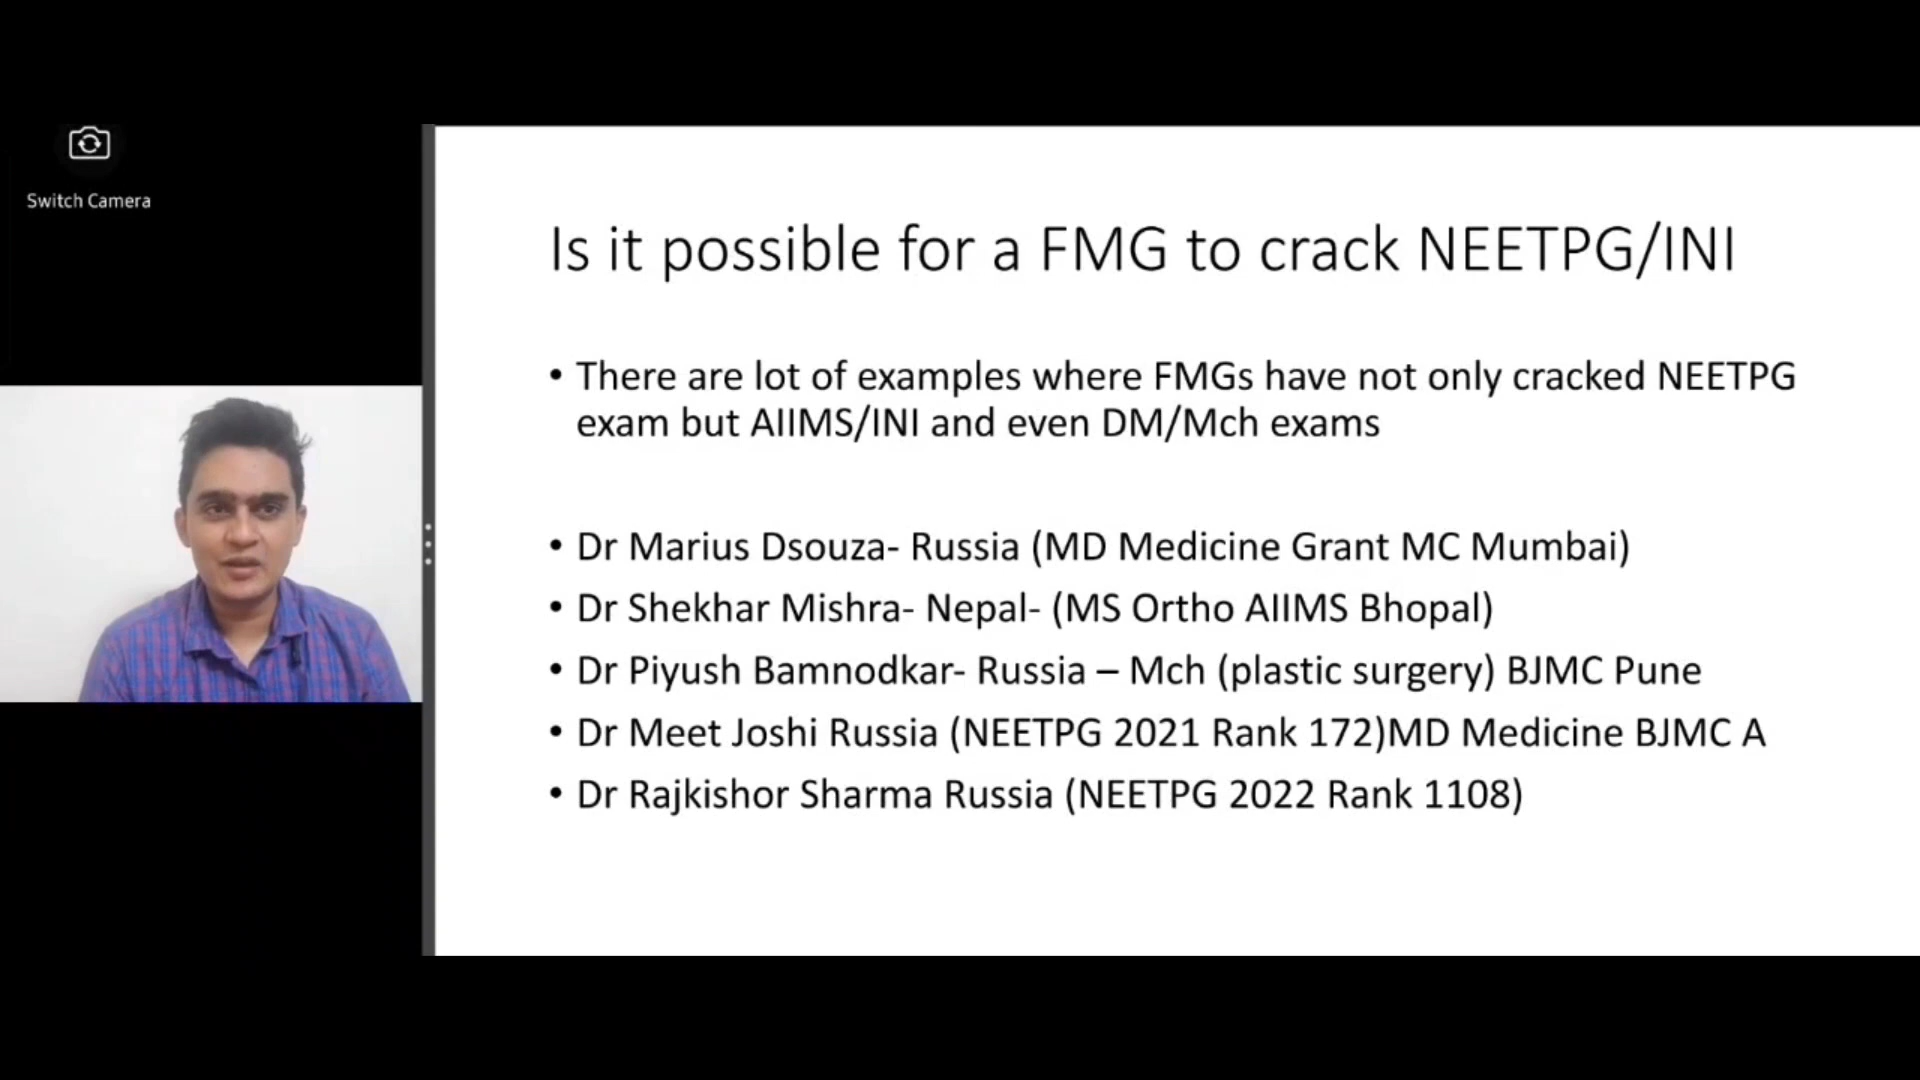 Switch Camera
Is it possible for a FMG to crack NEETPG/INI
• There are lot of examples where FMGs have not only cracked NEETPG
exam but AIIMS/INI and even DM/Mch exams
• Dr Marius Dsouza- Russia (MD Medicine Grant MC Mumbai)
• Dr Shekhar Mishra- Nepal- (MS Ortho AIIMS Bhopal)
• Dr Piyush Bamnodkar- Russia – Mch (plastic surgery) BJMC Pune
• Dr Meet Joshi Russia (NEETPG 2021 Rank 172)MD Medicine BJMC A
• Dr Rajkishor Sharma Russia (NEETPG 2022 Rank 1108)